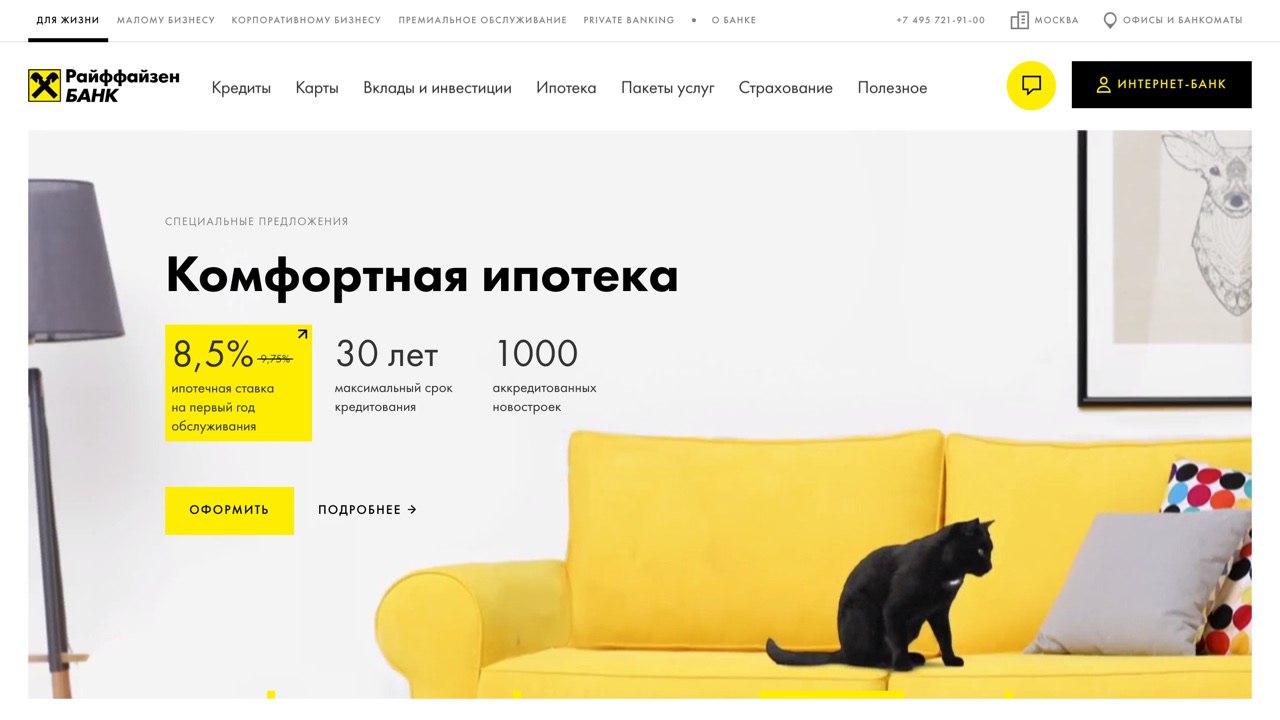 ДЛЯ ЖИЗНИ МАЛОМУ БИЗНЕСУ КОРПОРАТИВНОМУ БИЗНЕСУ ПРЕМИАЛЬНОЕ ОБСЛУЖИВАНИЕ PRIVATE BANKING • О БАНКЕ +7 495 721-91-00 МОСКВА ОФИСЫ И БАНКОМАТЫ
Райффайзен
БАНК
Кредиты Карты Вклады и инвестиции Ипотека Пакеты услуг Страхование Полезное
ИНТЕРНЕТ-БАНК
СПЕЦИАЛЬНЫЕ ПРЕДЛОЖЕНИЯ
Комфортная ипотека
8,5% 9,75%
ипотечная ставка
на первый год
обслуживания
30 лет
максимальный срок
кредитования
1000
аккредитованных
новостроек
ОФОРМИТЬ ПОДРОБНЕЕ →